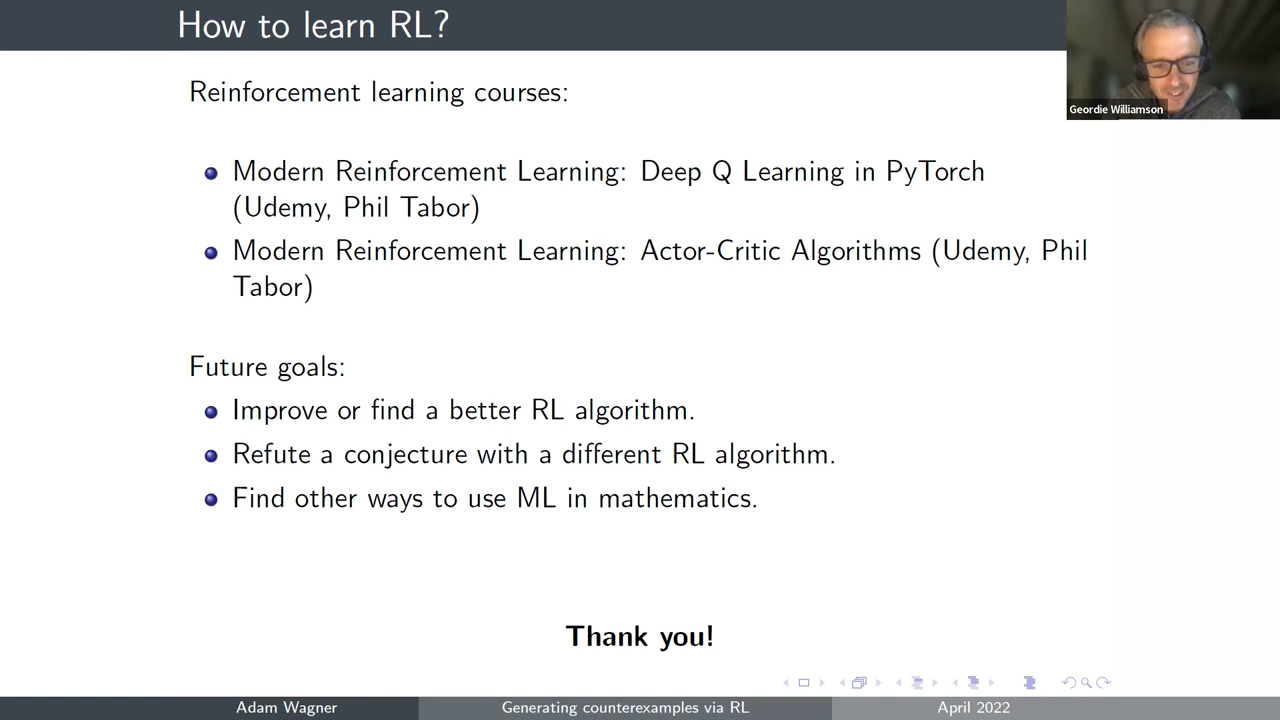 How to learn RL?
Geordie Williamson
Reinforcement learning courses:
Modern Reinforcement Learning: Deep Q Learning in PyTorch
(Udemy, Phil Tabor)
Modern Reinforcement Learning: Actor-Critic Algorithms (Udemy, Phil
Tabor)
Future goals:
Improve or find a better RL algorithm.
Refute a conjecture with a different RL algorithm.
Find other ways to use ML in mathematics.
Thank you!
Adam Wagner
Generating counterexamples via RL
April 2022